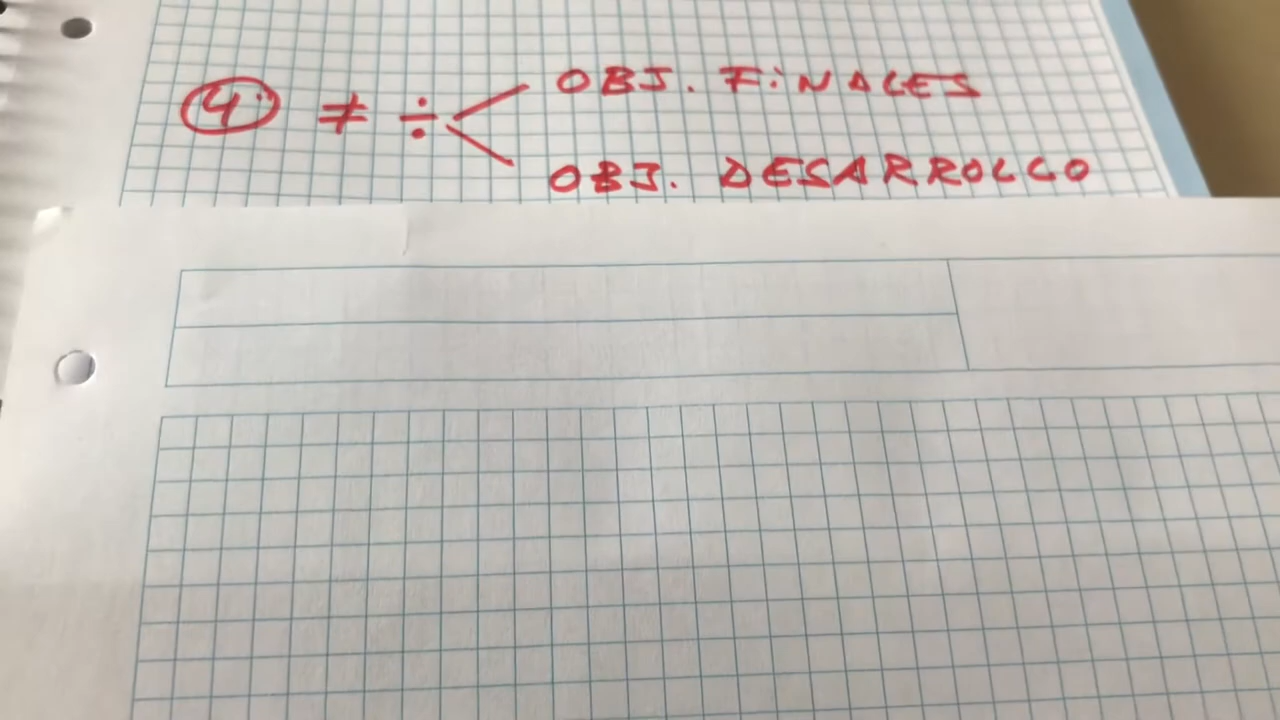 4. ≠ ÷ OBJ. FiNALES
OBJ. DESARROLLO